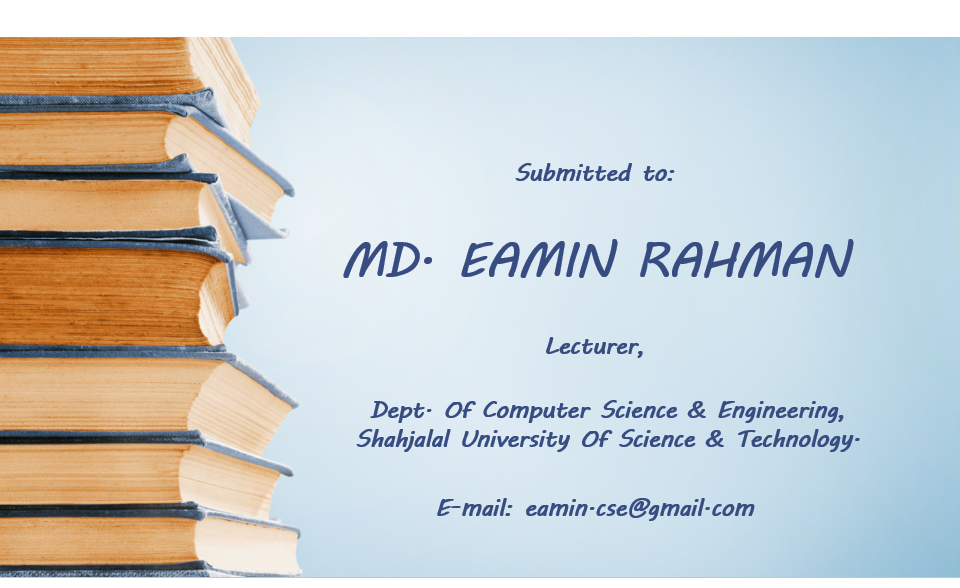 Submitted to:
MD. EAMIN RAHMAN
Lecturer,
Dept. Of Computer Science & Engineering,
Shahjalal University Of Science & Technology.
E-mail: eamin.cse@gmail.com